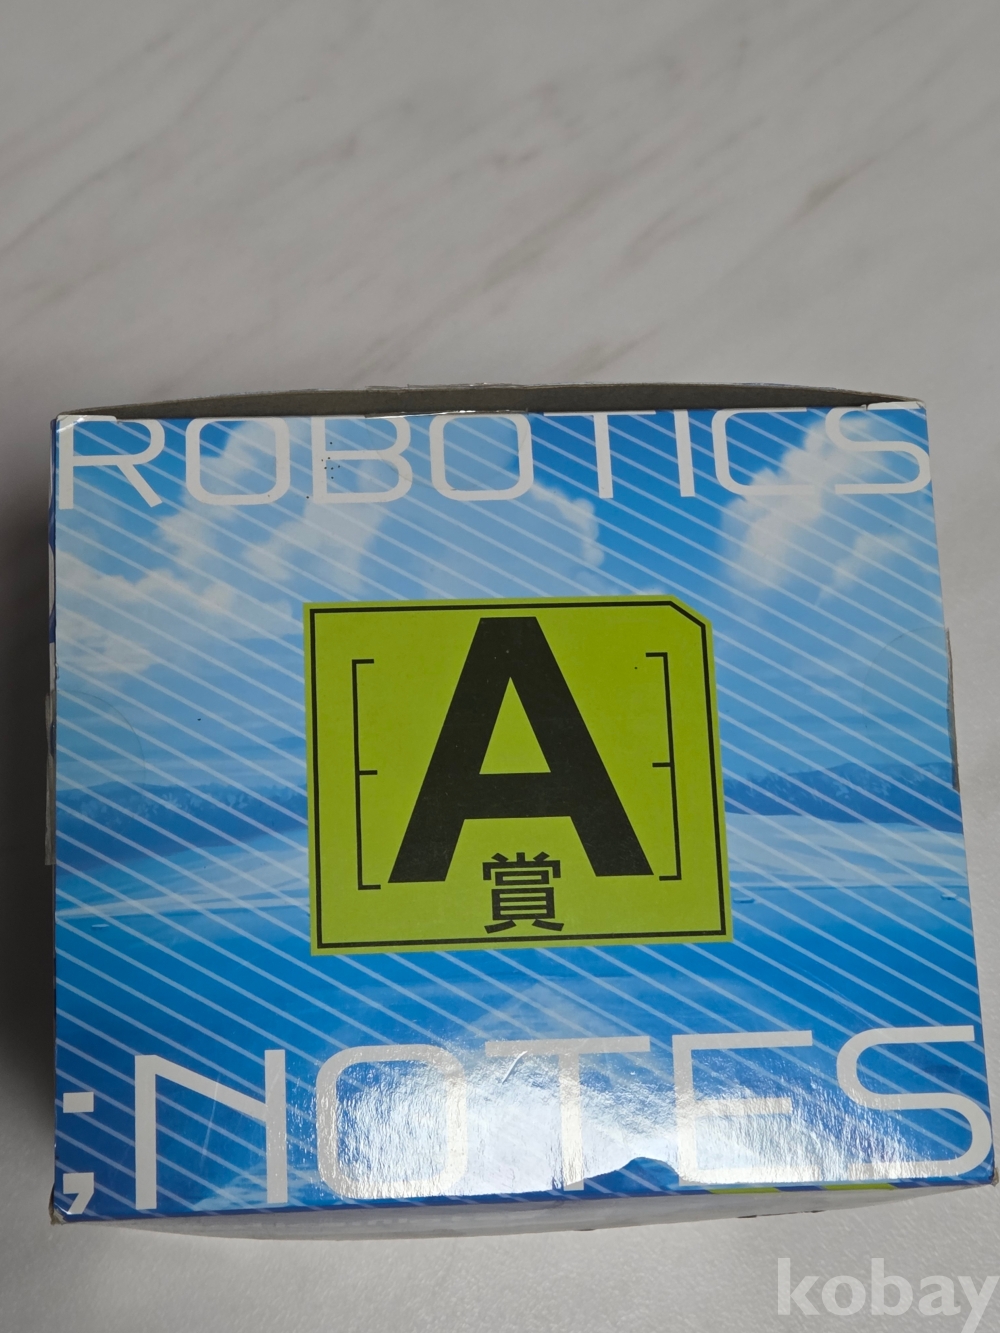 ROBOTICS
A
賞
;NOTES
kobay